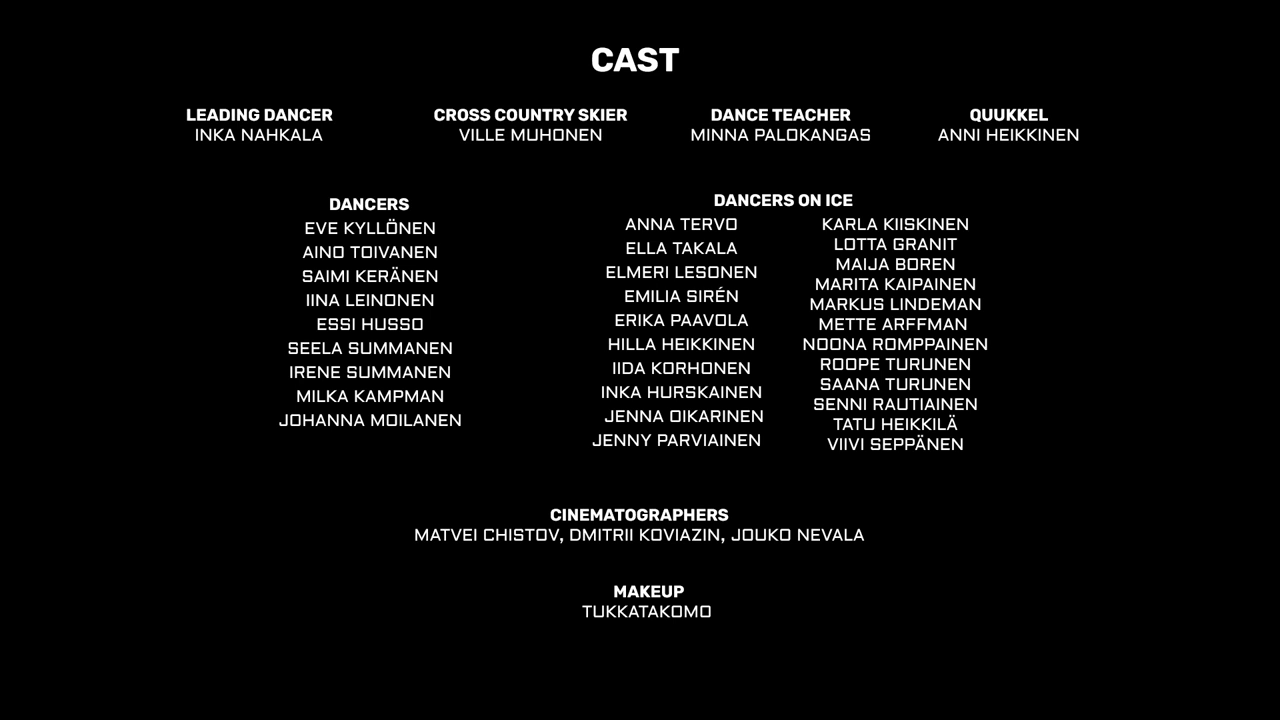 CAST
LEADING DANCER
INKA NAHKALA
CROSS COUNTRY SKIER
VILLE MUHONEN
DANCE TEACHER
MINNA PALOKANGAS
QUUKKEL
ANNI HEIKKINEN
DANCERS
EVE KYLLÖNEN
AINO TOIVANEN
SAIMI KERÄNEN
IINA LEINONEN
ESSI HUSSO
SEELA SUMMANEN
IRENE SUMMANEN
MILKA KAMPMAN
JOHANNA MOILANEN
DANCERS ON ICE
ANNA TERVO
ELLA TAKALA
ELMERI LESONEN
EMILIA SIRÉN
ERIKA PAAVOLA
HILLA HEIKKINEN
IIDA KORHONEN
INKA HURSKAINEN
JENNA OIKARINEN
JENNY PARVIAINEN
KARLA KIISKINEN
LOTTA GRANIT
MAIJA BOREN
MARITA KAIPAINEN
MARKUS LINDEMAN
METTE ARFFMAN
NOONA ROMPPAINEN
ROOPE TURUNEN
SAANA TURUNEN
SENNI RAUTIAINEN
TATU HEIKKILÄ
VIIVI SEPPÄNEN
CINEMATOGRAPHERS
MATVEI CHISTOV, DMITRII KOVIAZIN, JOUKO NEVALA
MAKEUP
TUKKATAKOMO